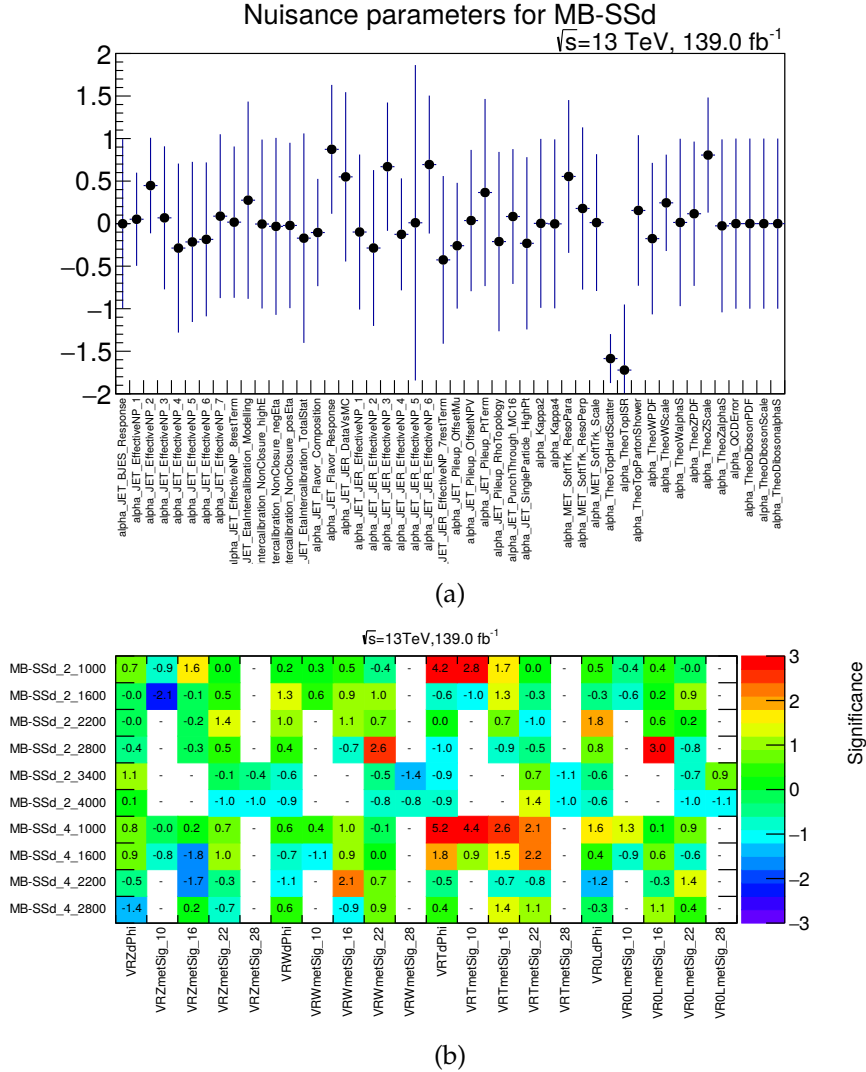 Nuisance parameters for MB-SSd
√s=13 TeV, 139.0 fb⁻¹
2
1.5
1
0.5
0
−0.5
−1
−1.5
−2
alpha_JET_BJES_Response
alpha_JET_EffectiveNP_1
alpha_JET_EffectiveNP_2
alpha_JET_EffectiveNP_3
alpha_JET_EffectiveNP_4
alpha_JET_EffectiveNP_5
alpha_JET_EffectiveNP_6
alpha_JET_EffectiveNP_7
alpha_JET_EffectiveNP_8restTerm
_JET_EtaIntercalibration_Modelling
ntercalibration_NonClosure_highE
tercalibration_NonClosure_negEta
tercalibration_NonClosure_posEta
_JET_EtaIntercalibration_TotalStat
alpha_JET_Flavor_Composition
alpha_JET_Flavor_Response
alpha_JET_JER_DataVsMC
alpha_JET_JER_EffectiveNP_1
alpha_JET_JER_EffectiveNP_2
alpha_JET_JER_EffectiveNP_3
alpha_JET_JER_EffectiveNP_4
alpha_JET_JER_EffectiveNP_5
alpha_JET_JER_EffectiveNP_6
_JET_JER_EffectiveNP_7restTerm
alpha_JET_Pileup_OffsetMu
alpha_JET_Pileup_OffsetNPV
alpha_JET_Pileup_PtTerm
alpha_JET_Pileup_RhoTopology
alpha_JET_PunchThrough_MC16
alpha_JET_SingleParticle_HighPt
alpha_Kappa2
alpha_Kappa4
alpha_MET_SoftTrk_ResoPara
alpha_MET_SoftTrk_ResoPerp
alpha_MET_SoftTrk_Scale
alpha_TheoTopHardScatter
alpha_TheoTopISR
alpha_TheoTopPartonShower
alpha_TheoWPDF
alpha_TheoWScale
alpha_TheoWalphaS
alpha_TheoZPDF
alpha_TheoZScale
alpha_TheoZalphaS
alpha_QCDError
alpha_TheoDibosonPDF
alpha_TheoDibosonScale
alpha_TheoDibosonalphaS
(a)
√s=13TeV,139.0 fb⁻¹
MB-SSd_2_1000 0.7 -0.9 1.6 0.0 - 0.2 0.3 0.5 -0.4 - 4.2 2.8 1.7 0.0 - 0.5 -0.4 0.4 -0.0 -
MB-SSd_2_1600 -0.0 -2.1 -0.1 0.5 - 1.3 0.6 0.9 1.0 - -0.6 -1.0 1.3 -0.3 - -0.3 -0.6 0.2 0.9 -
MB-SSd_2_2200 -0.0 - -0.2 1.4 - 1.0 - 1.1 0.7 - 0.0 - 0.7 -1.0 - 1.8 - 0.6 0.2 -
MB-SSd_2_2800 -0.4 - -0.3 0.5 - 0.4 - -0.7 2.6 - -1.0 - -0.9 -0.5 - 0.8 - 3.0 -0.8 -
MB-SSd_2_3400 1.1 - - -0.1 -0.4 -0.6 - - -0.5 -1.4 -0.9 - - 0.7 -1.1 -0.6 - - -0.7 0.9
MB-SSd_2_4000 0.1 - - -1.0 -1.0 -0.9 - - -0.8 -0.8 -0.9 - - 1.4 -1.0 -0.6 - - -1.0 -1.1
MB-SSd_4_1000 0.8 -0.0 0.2 0.7 - 0.6 0.4 1.0 -0.1 - 5.2 4.4 2.6 2.1 - 1.6 1.3 0.1 0.9 -
MB-SSd_4_1600 0.9 -0.8 -1.8 1.0 - -0.7 -1.1 0.9 0.0 - 1.8 0.9 1.5 2.2 - 0.4 -0.9 0.6 -0.6 -
MB-SSd_4_2200 -0.5 - -1.7 -0.3 - -1.1 - 2.1 0.7 - -0.5 - -0.7 -0.8 - -1.2 - -0.3 1.4 -
MB-SSd_4_2800 -1.4 - 0.2 -0.7 - 0.6 - -0.9 0.9 - 0.4 - 1.4 1.1 - -0.3 - 1.1 0.4 -
VRZdPhi
VRZmetSig_10
VRZmetSig_16
VRZmetSig_22
VRZmetSig_28
VRWdPhi
VRWmetSig_10
VRWmetSig_16
VRWmetSig_22
VRWmetSig_28
VRTdPhi
VRTmetSig_10
VRTmetSig_16
VRTmetSig_22
VRTmetSig_28
VR0LdPhi
VR0LmetSig_10
VR0LmetSig_16
VR0LmetSig_22
VR0LmetSig_28
3
2
1
0
−1
−2
−3
Significance
(b)